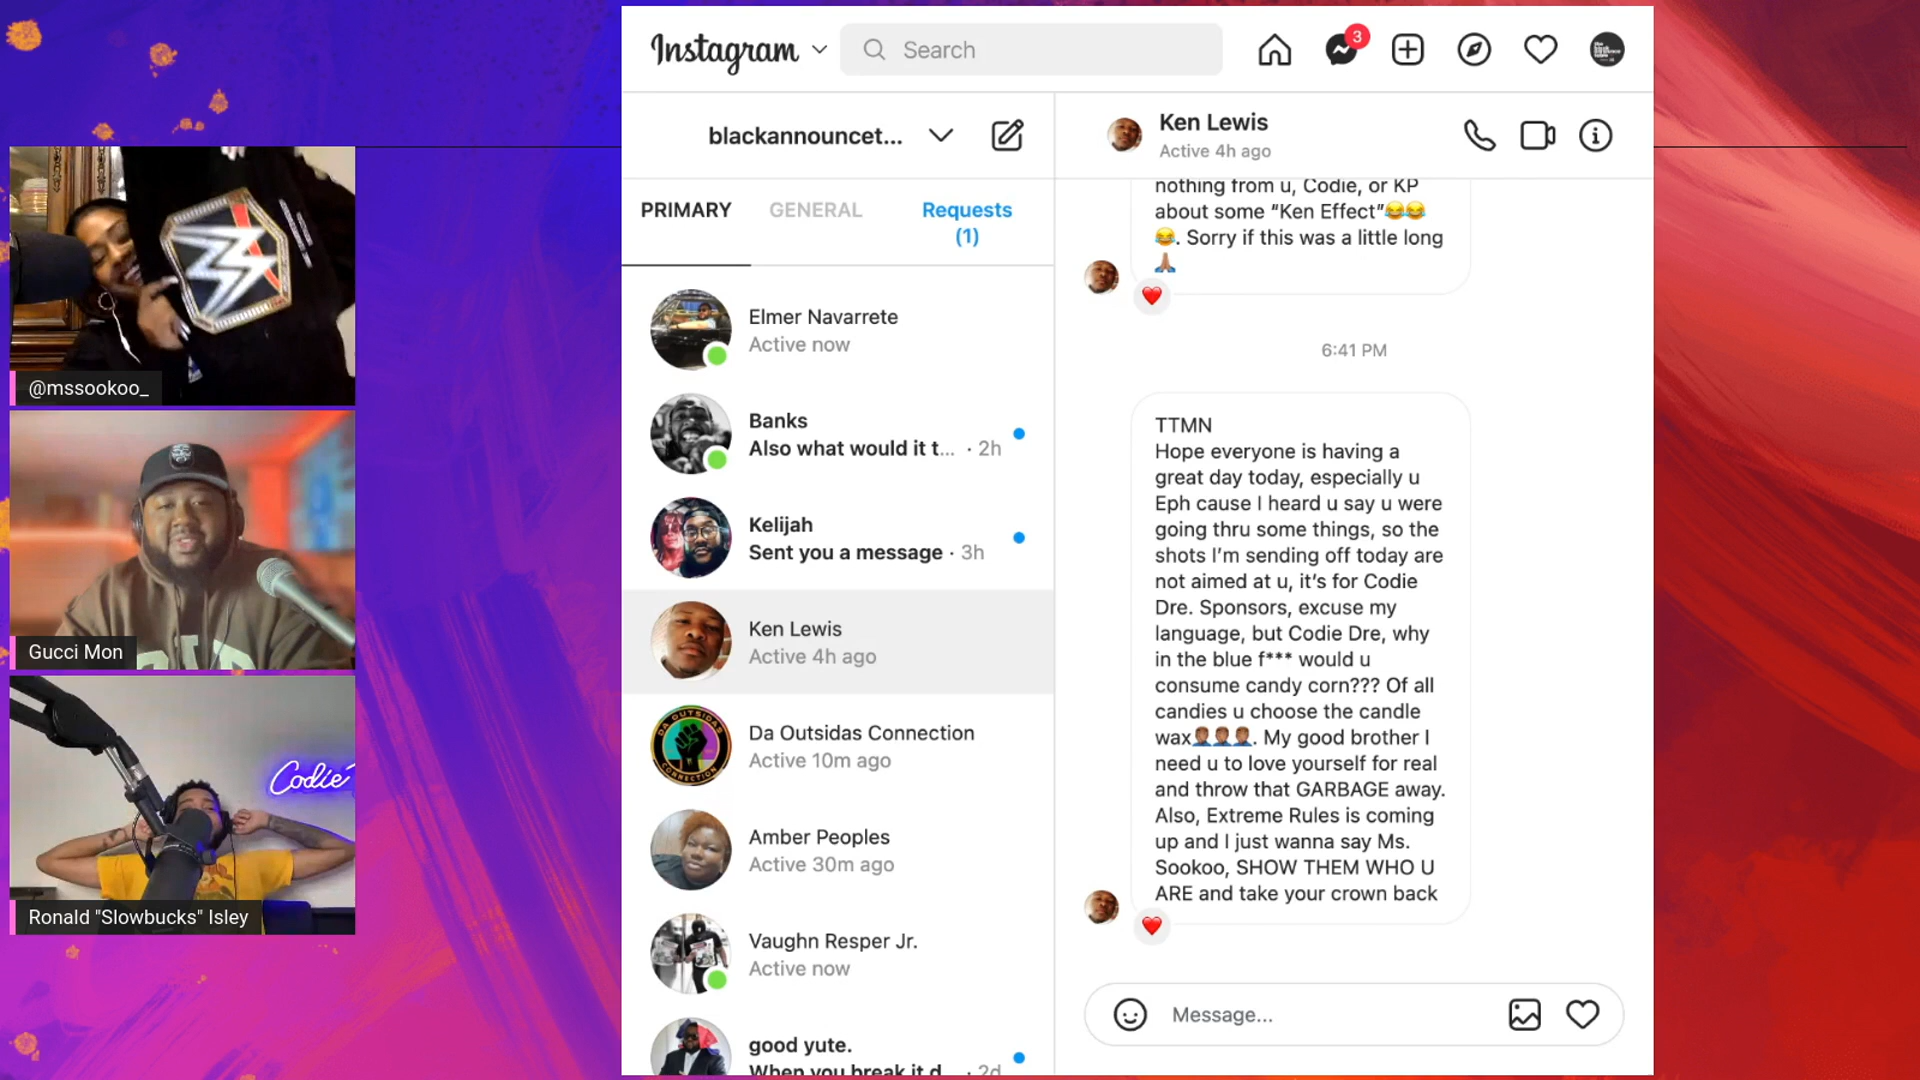 Instagram
Search
3
blackannouncet...
Ken Lewis
Active 4h ago
PRIMARY
GENERAL
Requests
(1)
Elmer Navarrete
Active now
Banks
Also what would it t... · 2h
Kelijah
Sent you a message · 3h
Ken Lewis
Active 4h ago
Da Outsidas Connection
Active 10m ago
Amber Peoples
Active 30m ago
Vaughn Resper Jr.
Active now
good yute.
When you break it d... · 2d
nothing from u, Codie, or KP
about some “Ken Effect”😂😂
😂. Sorry if this was a little long
🙏🏽
❤️
6:41 PM
TTMN
Hope everyone is having a
great day today, especially u
Eph cause I heard u say u were
going thru some things, so the
shots I’m sending off today are
not aimed at u, it’s for Codie
Dre. Sponsors, excuse my
language, but Codie Dre, why
in the blue f*** would u
consume candy corn??? Of all
candies u choose the candle
wax🤦🏽‍♂️🤦🏽‍♂️🤦🏽‍♂️. My good brother I
need u to love yourself for real
and throw that GARBAGE away.
Also, Extreme Rules is coming
up and I just wanna say Ms.
Sookoo, SHOW THEM WHO U
ARE and take your crown back
❤️
Message...
@mssookoo_
Gucci Mon
Codie
Ronald "Slowbucks" Isley
DA OUTSIDAS
CONNECTION